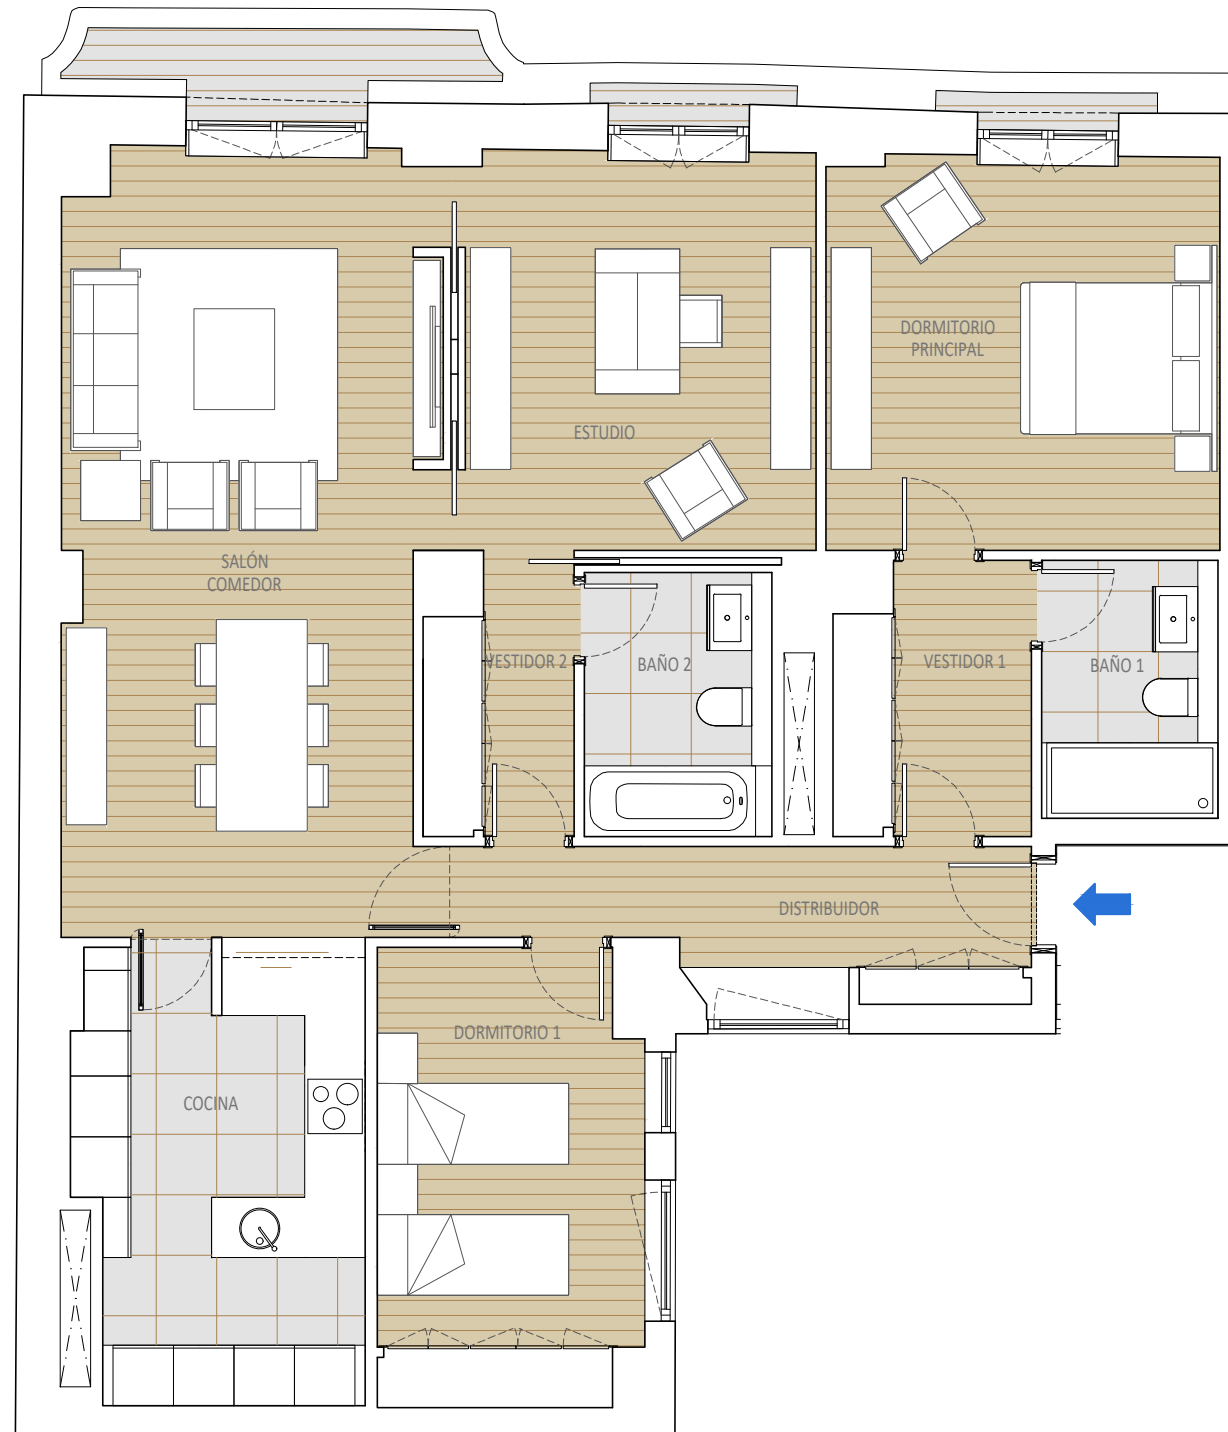 DORMITORIO
PRINCIPAL
ESTUDIO
SALÓN
COMEDOR
VESTIDOR 2
BAÑO 2
VESTIDOR 1
BAÑO 1
DISTRIBUIDOR
DORMITORIO 1
COCINA